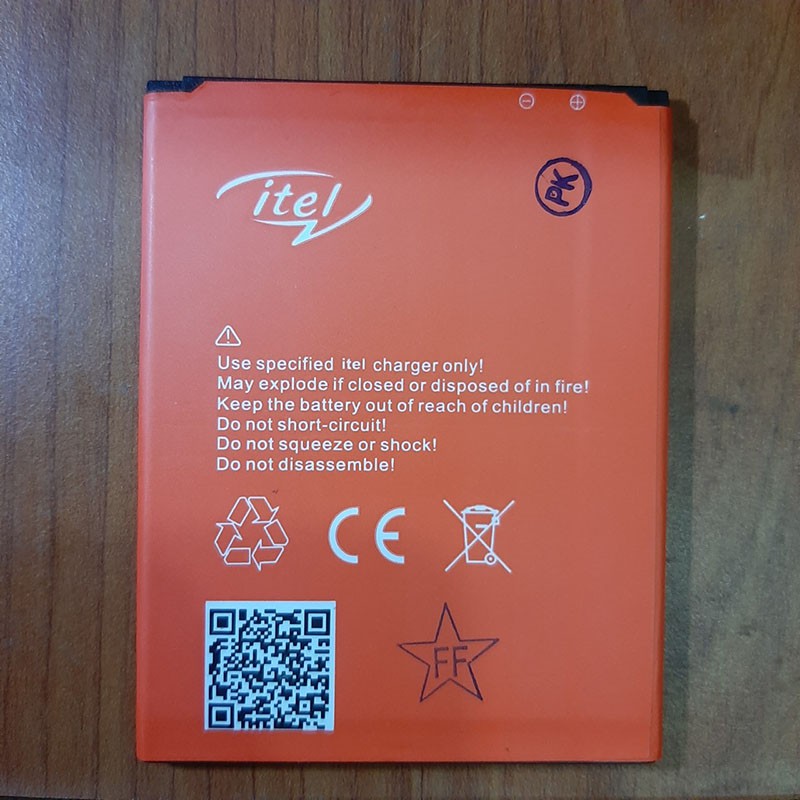 itel
PK
Use specified itel charger only!
May explode if closed or disposed of in fire!
Keep the battery out of reach of children!
Do not short-circuit!
Do not squeeze or shock!
Do not disassemble!
CE
FF